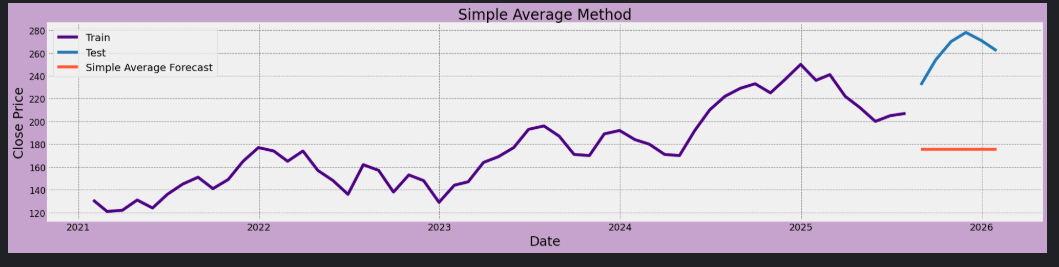 Simple Average Method
280
260
240
220
200
180
160
140
120
Close Price
Train
Test
Simple Average Forecast
2021 2022 2023 2024 2025 2026
Date